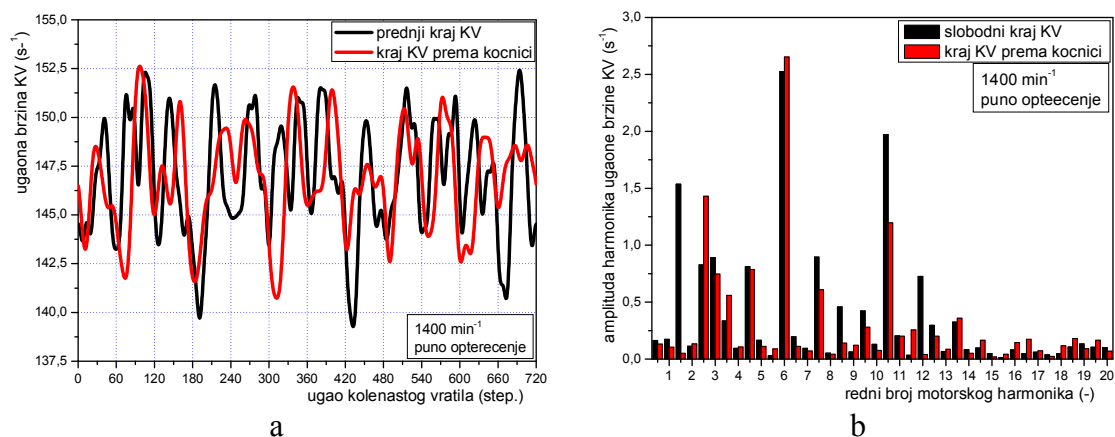 155,0
152,5
150,0
147,5
145,0
142,5
140,0
137,5
ugaona brzina KV (s-1)
prednji kraj KV
kraj KV prema kocnici
1400 min-1
puno opterecenje
0 60 120 180 240 300 360 420 480 540 600 660 720
ugao kolenastog vratila (step.)
a
3,0
2,5
2,0
1,5
1,0
0,5
0,0
amplituda harmonika ugaone brzine KV (s-1)
slobodni kraj KV
kraj KV prema kocnici
1400 min-1
puno opteecenje
1 2 3 4 5 6 7 8 9 10 11 12 13 14 15 16 17 18 19 20
redni broj motorskog harmonika (-)
b